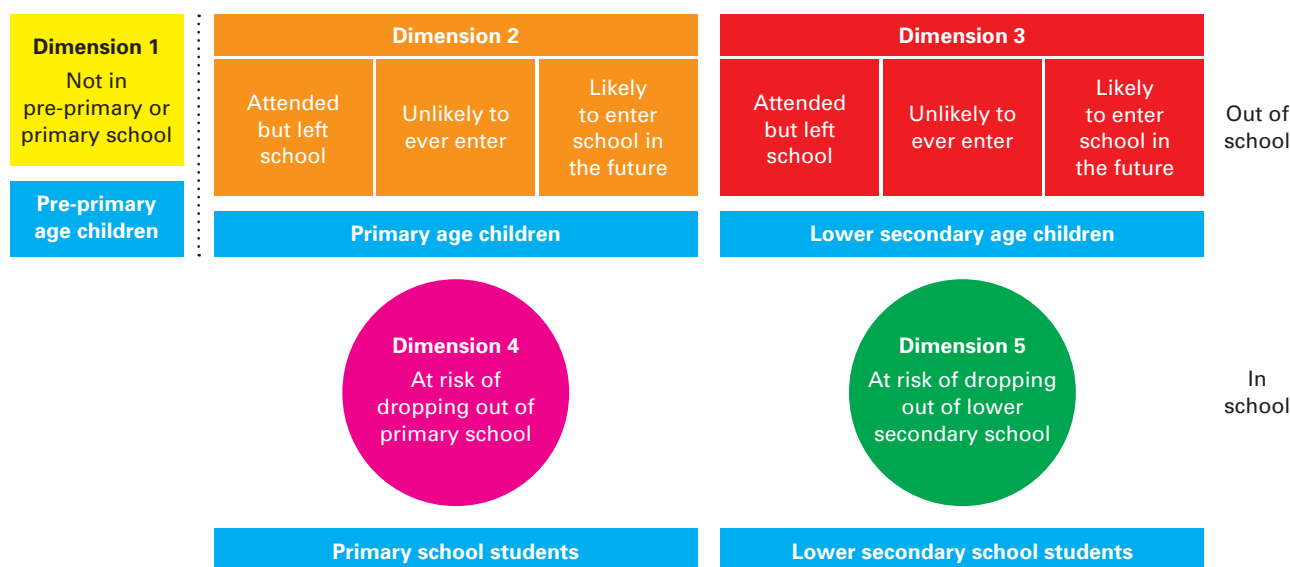 Dimension 1
Not in
pre-primary or
primary school
Pre-primary
age children
Dimension 2
Attended
but left
school
Unlikely to
ever enter
Likely
to enter
school in
the future
Primary age children
Dimension 3
Attended
but left
school
Unlikely to
ever enter
Likely
to enter
school in
the future
Lower secondary age children
Out of
school
Dimension 4
At risk of
dropping out of
primary school
Primary school students
Dimension 5
At risk of dropping
out of lower
secondary school
Lower secondary school students
In
school